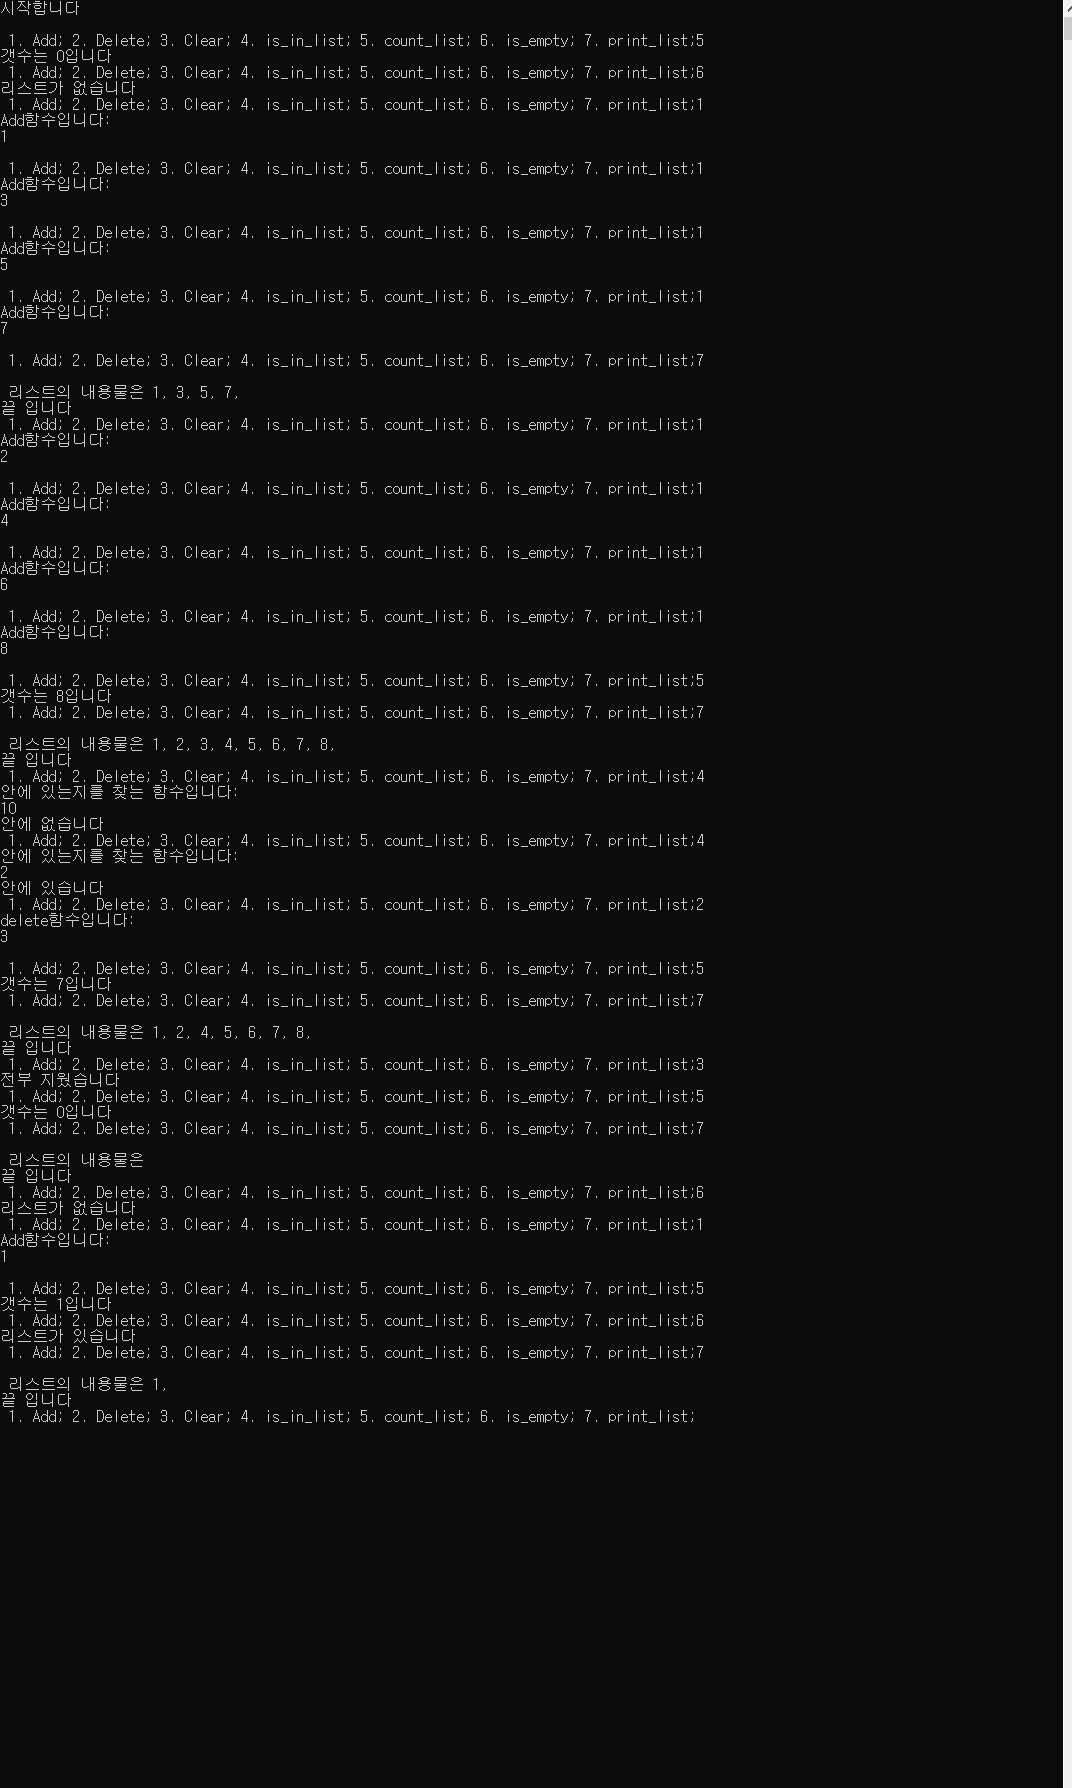 시작합니다
1. Add; 2. Delete; 3. Clear; 4. is_in_list; 5. count_list; 6. is_empty; 7. print_list;5
갯수는 0입니다
1. Add; 2. Delete; 3. Clear; 4. is_in_list; 5. count_list; 6. is_empty; 7. print_list;6
리스트가 없습니다
1. Add; 2. Delete; 3. Clear; 4. is_in_list; 5. count_list; 6. is_empty; 7. print_list;1
Add함수입니다:
1
1. Add; 2. Delete; 3. Clear; 4. is_in_list; 5. count_list; 6. is_empty; 7. print_list;1
Add함수입니다:
3
1. Add; 2. Delete; 3. Clear; 4. is_in_list; 5. count_list; 6. is_empty; 7. print_list;1
Add함수입니다:
5
1. Add; 2. Delete; 3. Clear; 4. is_in_list; 5. count_list; 6. is_empty; 7. print_list;1
Add함수입니다:
7
1. Add; 2. Delete; 3. Clear; 4. is_in_list; 5. count_list; 6. is_empty; 7. print_list;7
리스트의 내용물은 1, 3, 5, 7,
끝 입니다
1. Add; 2. Delete; 3. Clear; 4. is_in_list; 5. count_list; 6. is_empty; 7. print_list;1
Add함수입니다:
2
1. Add; 2. Delete; 3. Clear; 4. is_in_list; 5. count_list; 6. is_empty; 7. print_list;1
Add함수입니다:
4
1. Add; 2. Delete; 3. Clear; 4. is_in_list; 5. count_list; 6. is_empty; 7. print_list;1
Add함수입니다:
6
1. Add; 2. Delete; 3. Clear; 4. is_in_list; 5. count_list; 6. is_empty; 7. print_list;1
Add함수입니다:
8
1. Add; 2. Delete; 3. Clear; 4. is_in_list; 5. count_list; 6. is_empty; 7. print_list;5
갯수는 8입니다
1. Add; 2. Delete; 3. Clear; 4. is_in_list; 5. count_list; 6. is_empty; 7. print_list;7
리스트의 내용물은 1, 2, 3, 4, 5, 6, 7, 8,
끝 입니다
1. Add; 2. Delete; 3. Clear; 4. is_in_list; 5. count_list; 6. is_empty; 7. print_list;4
안에 있는지를 찾는 함수입니다:
10
안에 없습니다
1. Add; 2. Delete; 3. Clear; 4. is_in_list; 5. count_list; 6. is_empty; 7. print_list;4
안에 있는지를 찾는 함수입니다:
2
안에 있습니다
1. Add; 2. Delete; 3. Clear; 4. is_in_list; 5. count_list; 6. is_empty; 7. print_list;2
delete함수입니다:
3
1. Add; 2. Delete; 3. Clear; 4. is_in_list; 5. count_list; 6. is_empty; 7. print_list;5
갯수는 7입니다
1. Add; 2. Delete; 3. Clear; 4. is_in_list; 5. count_list; 6. is_empty; 7. print_list;7
리스트의 내용물은 1, 2, 4, 5, 6, 7, 8,
끝 입니다
1. Add; 2. Delete; 3. Clear; 4. is_in_list; 5. count_list; 6. is_empty; 7. print_list;3
전부 지웠습니다
1. Add; 2. Delete; 3. Clear; 4. is_in_list; 5. count_list; 6. is_empty; 7. print_list;5
갯수는 0입니다
1. Add; 2. Delete; 3. Clear; 4. is_in_list; 5. count_list; 6. is_empty; 7. print_list;7
리스트의 내용물은
끝 입니다
1. Add; 2. Delete; 3. Clear; 4. is_in_list; 5. count_list; 6. is_empty; 7. print_list;6
리스트가 없습니다
1. Add; 2. Delete; 3. Clear; 4. is_in_list; 5. count_list; 6. is_empty; 7. print_list;1
Add함수입니다:
1
1. Add; 2. Delete; 3. Clear; 4. is_in_list; 5. count_list; 6. is_empty; 7. print_list;5
갯수는 1입니다
1. Add; 2. Delete; 3. Clear; 4. is_in_list; 5. count_list; 6. is_empty; 7. print_list;6
리스트가 있습니다
1. Add; 2. Delete; 3. Clear; 4. is_in_list; 5. count_list; 6. is_empty; 7. print_list;7
리스트의 내용물은 1,
끝 입니다
1. Add; 2. Delete; 3. Clear; 4. is_in_list; 5. count_list; 6. is_empty; 7. print_list;